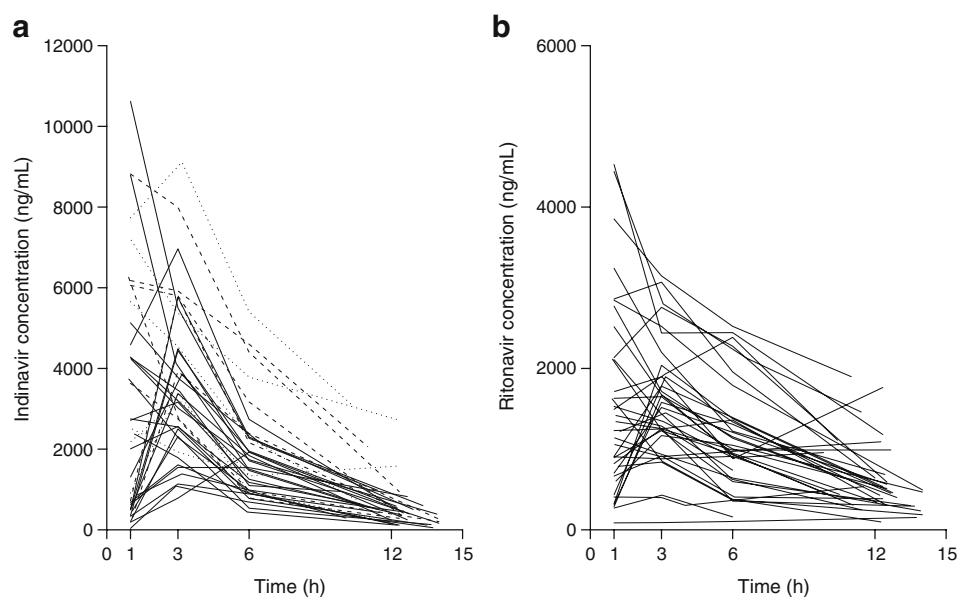 a
Indinavir concentration (ng/mL)
12000
10000
8000
6000
4000
2000
0
0 1 3 6 12 15
Time (h)
b
Ritonavir concentration (ng/mL)
6000
4000
2000
0
0 1 3 6 12 15
Time (h)